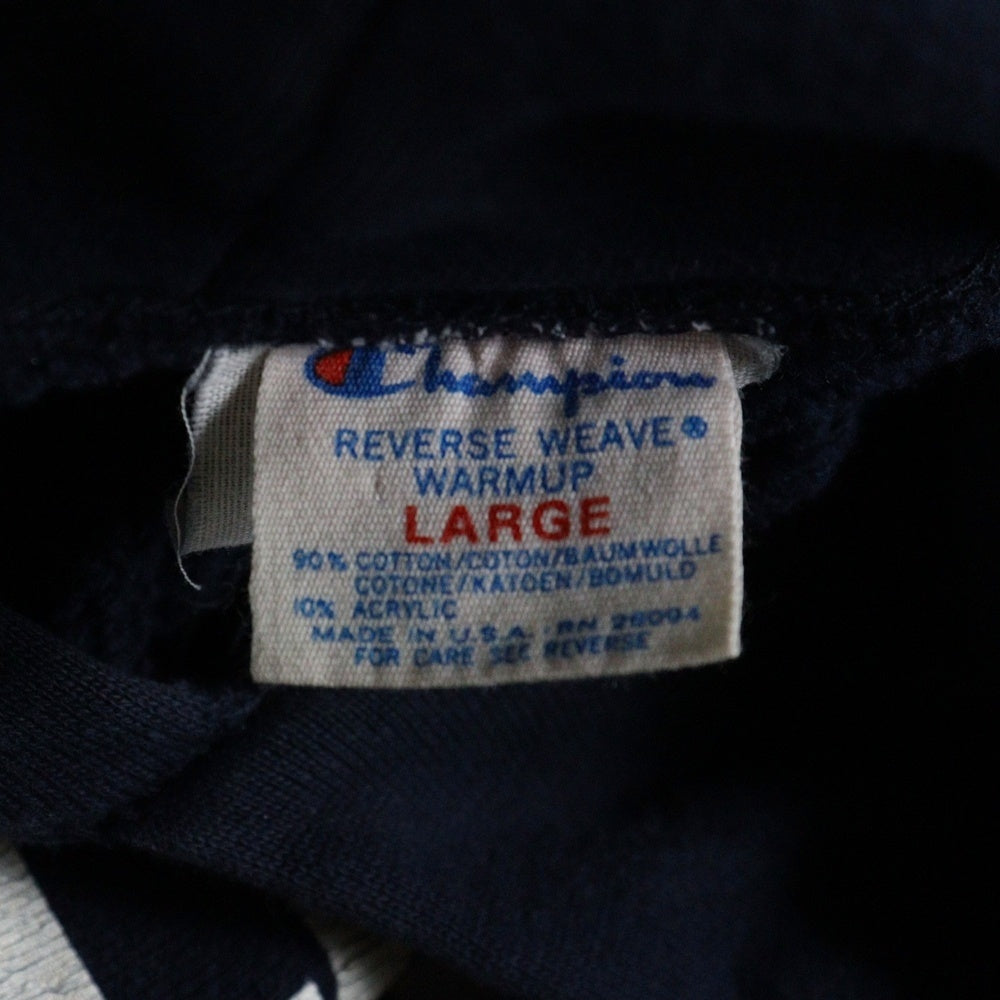 Champion
REVERSE WEAVE®
WARMUP
LARGE
90% COTTON/COTON/BAUMWOLLE
COTONE/KATOEN/BOMULD
10% ACRYLIC
MADE IN U.S.A. RN 26094
FOR CARE SEE REVERSE